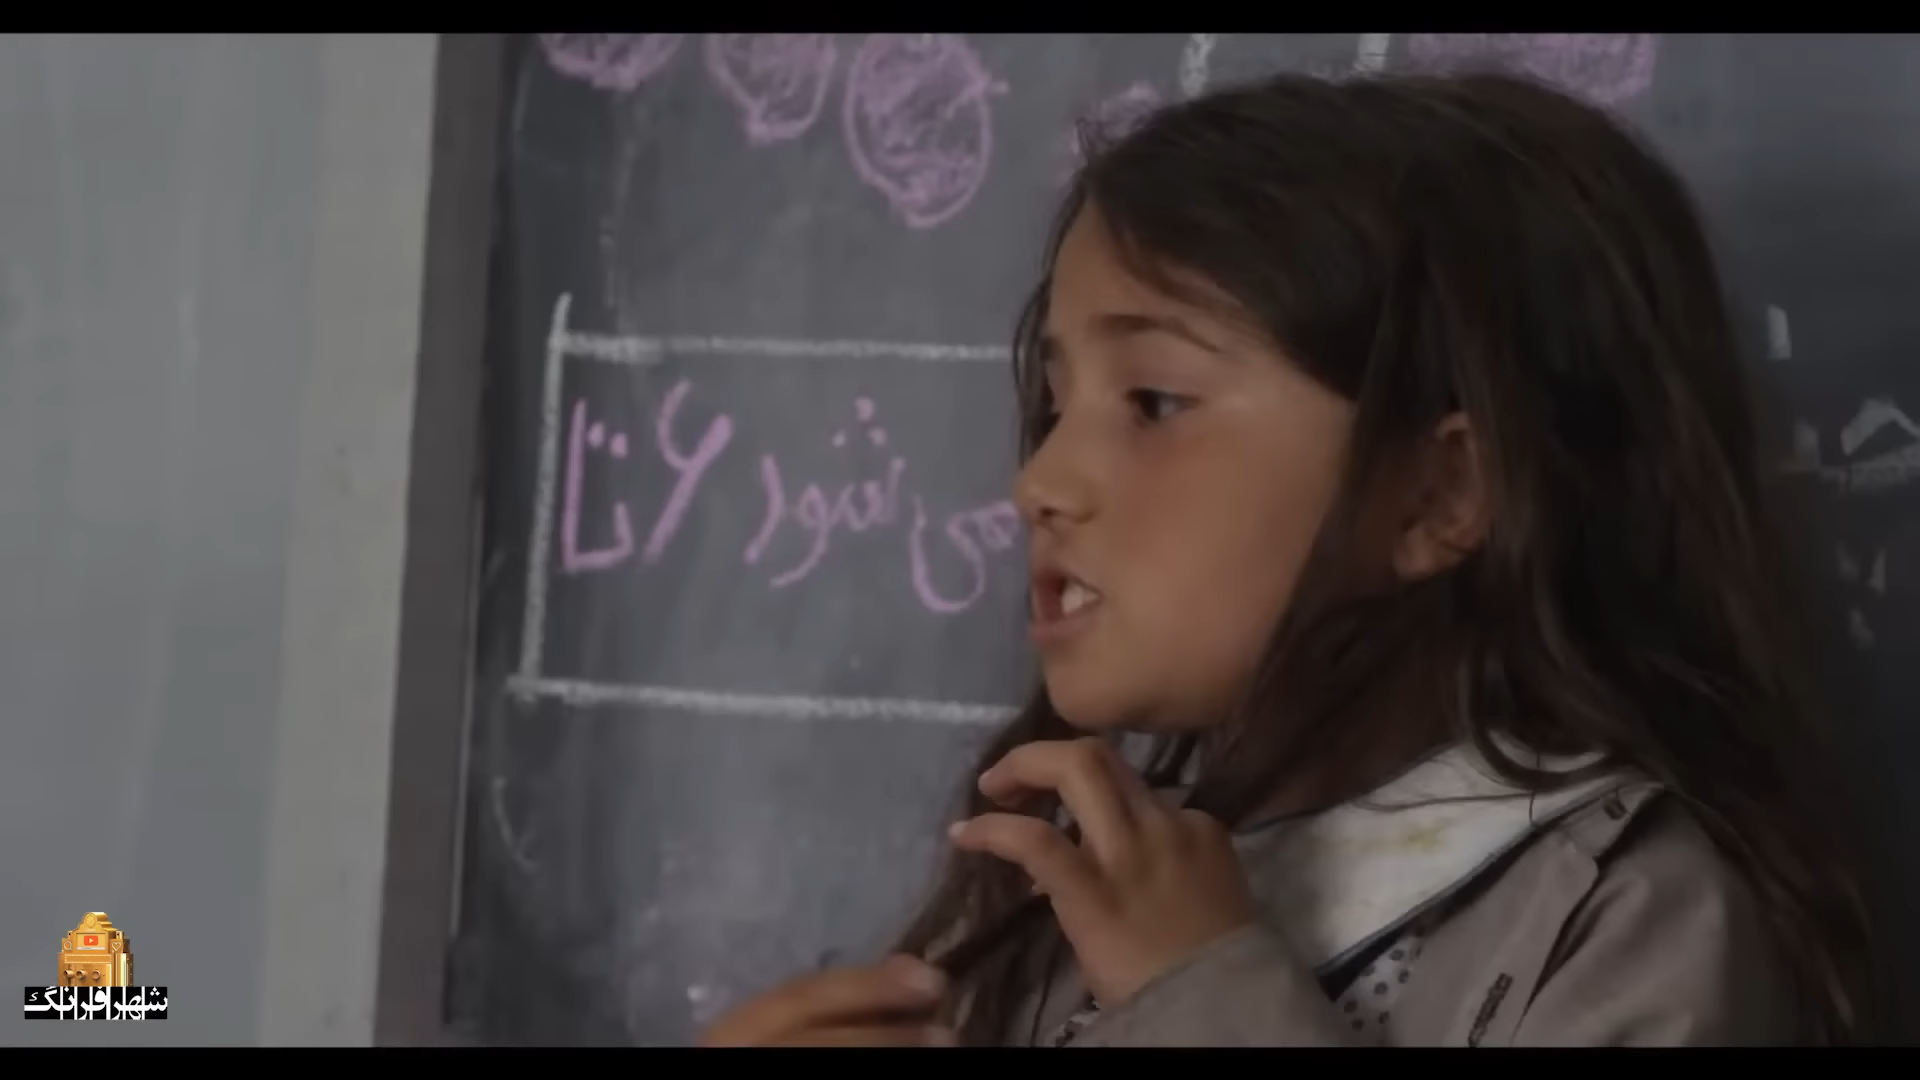 می شود ۶ تا
شهر فرانگ